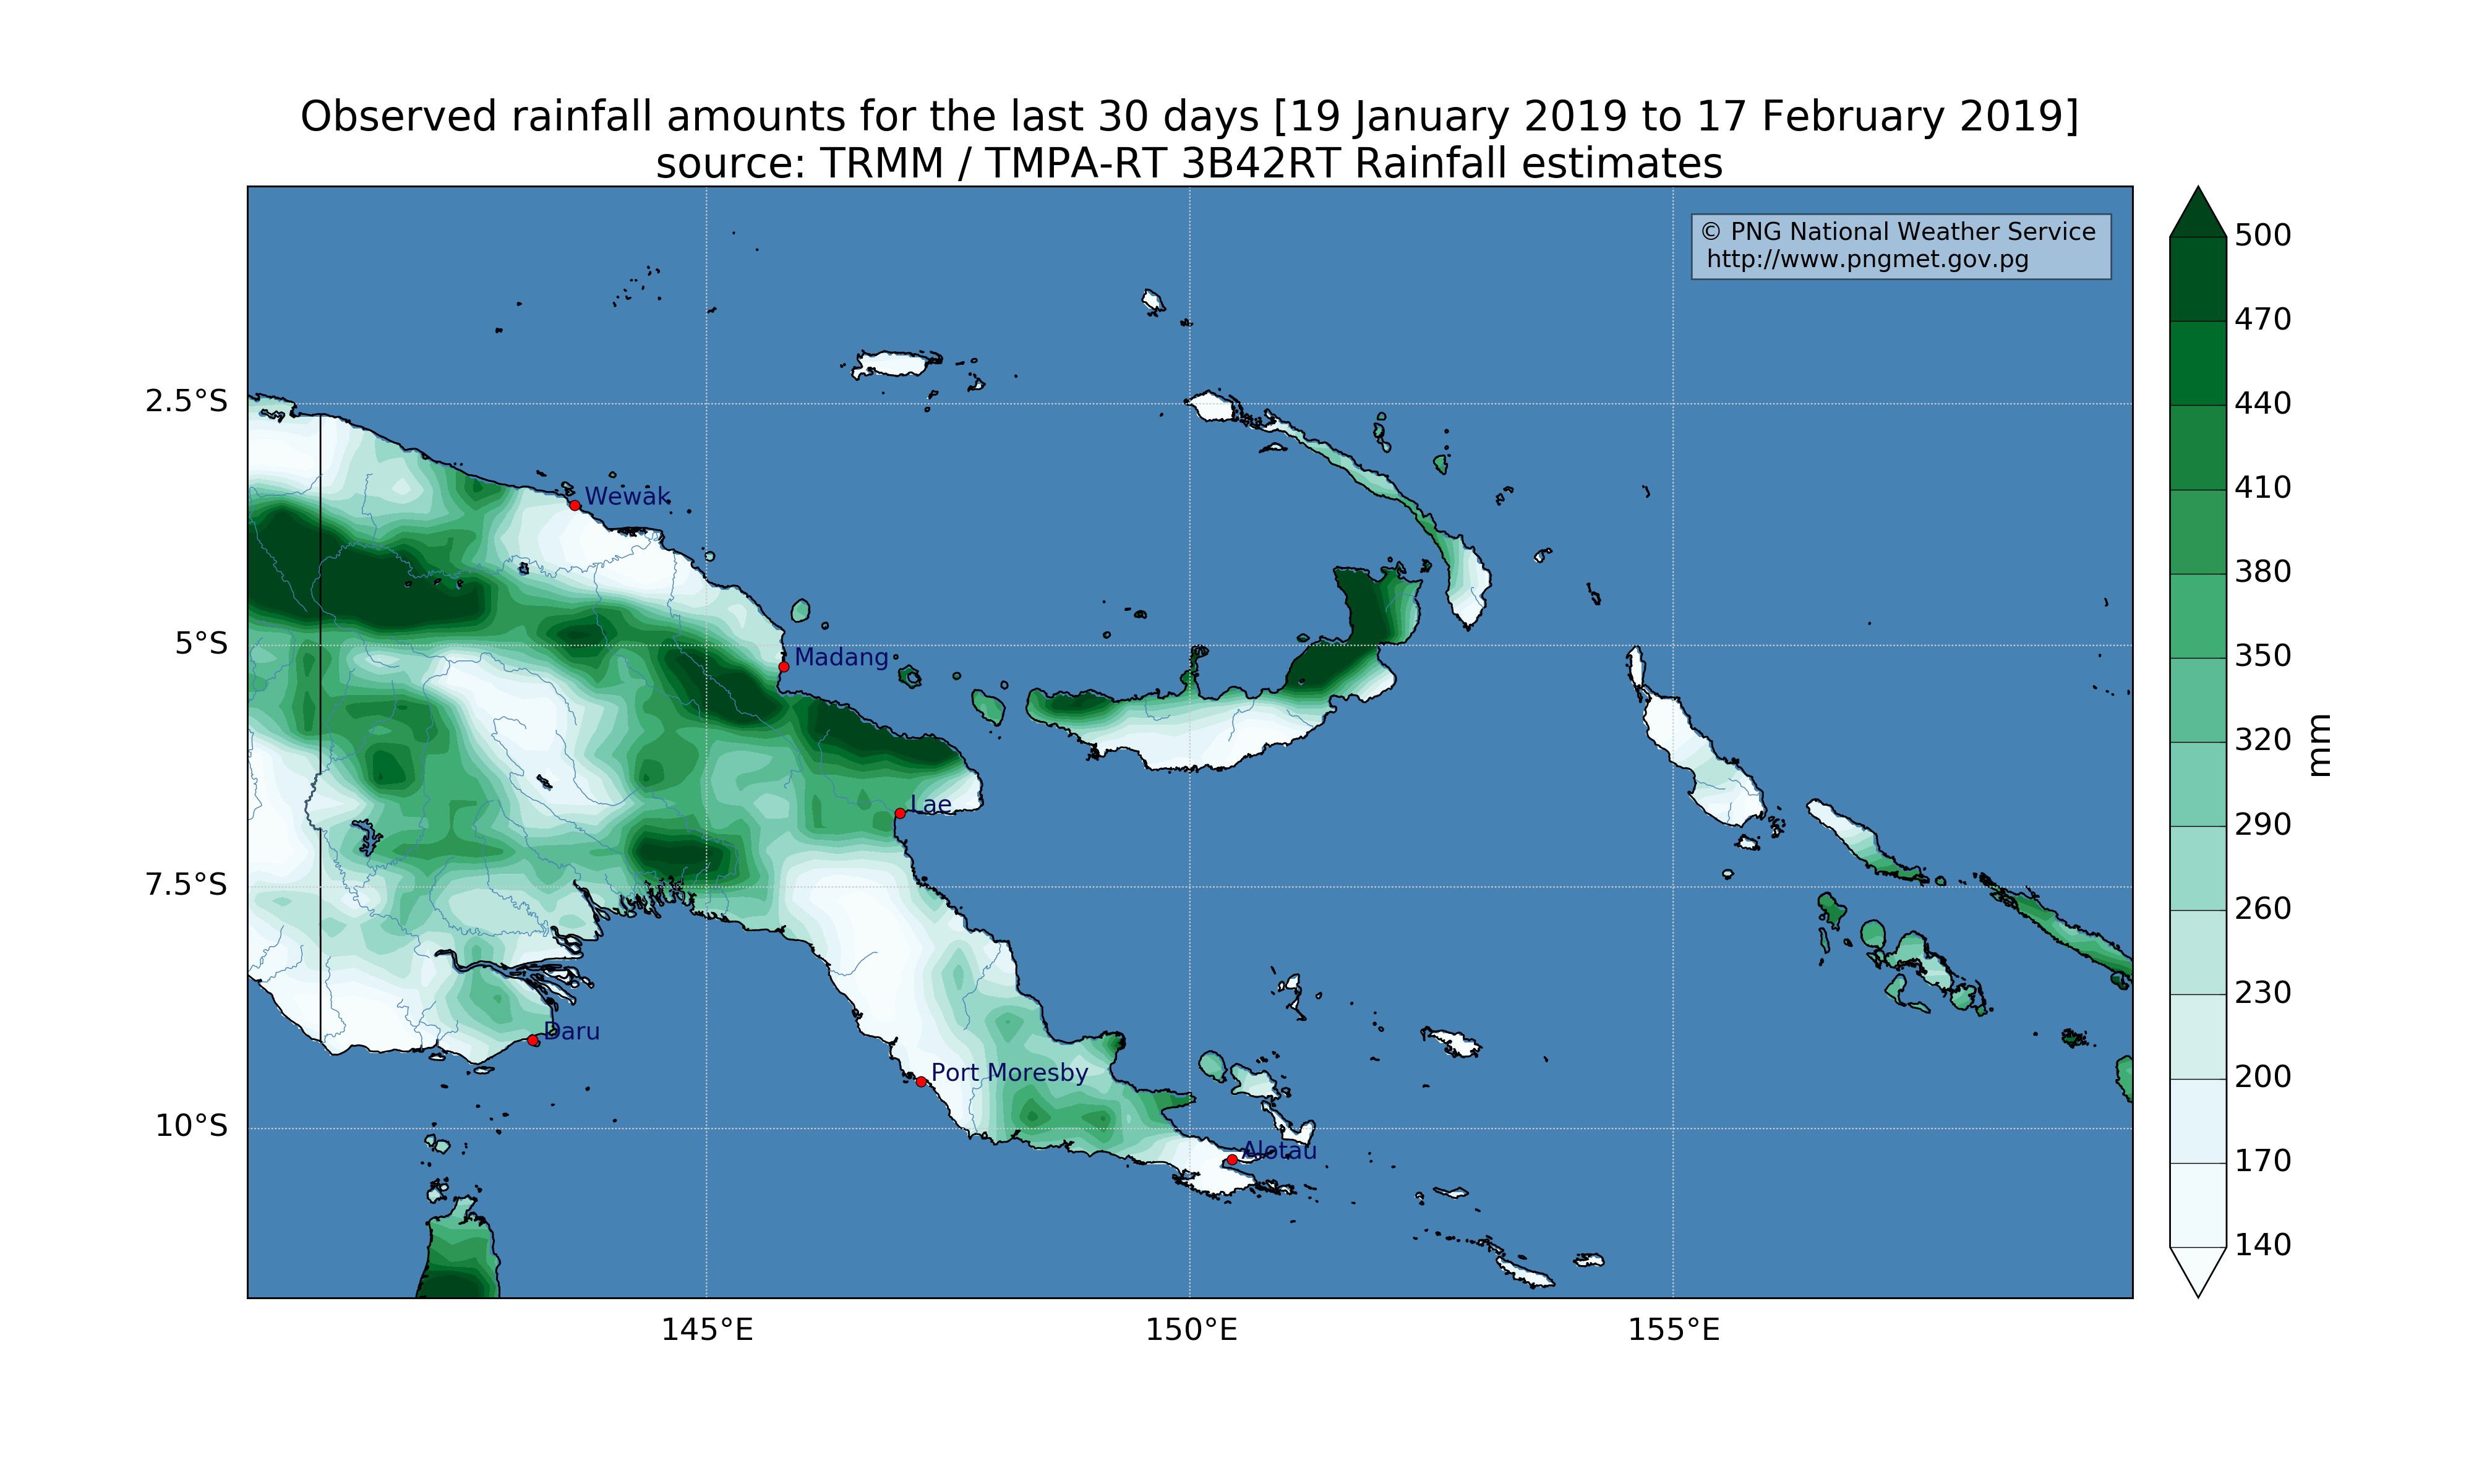 Observed rainfall amounts for the last 30 days [19 January 2019 to 17 February 2019]
source: TRMM / TMPA-RT 3B42RT Rainfall estimates
© PNG National Weather Service
http://www.pngmet.gov.pg
500
470
440
410
380
350
320
290
260
230
200
170
140
mm
2.5°S
5°S
7.5°S
10°S
Wewak
Madang
Lae
Daru
Port Moresby
Alotau
145°E
150°E
155°E